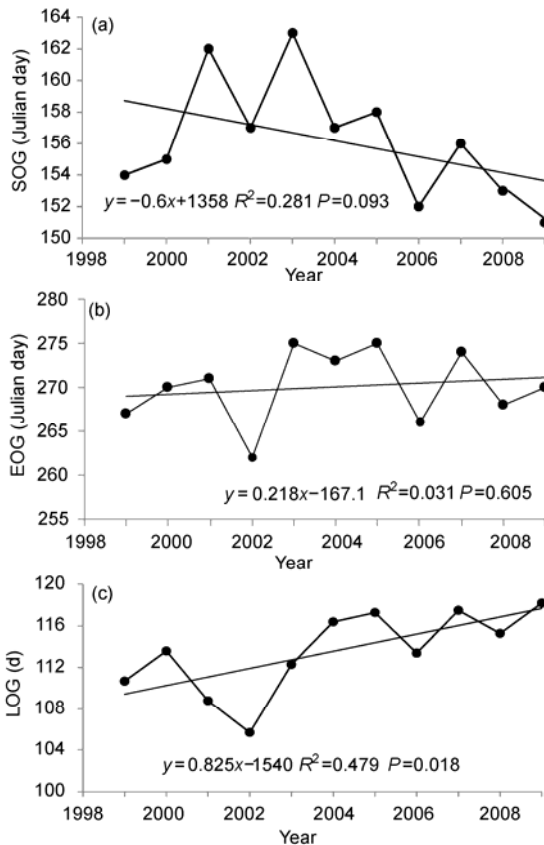 (a)
SOG (Julian day)
164
162
160
158
156
154
152
150
y = −0.6x+1358 R²=0.281 P=0.093
1998 2000 2002 2004 2006 2008
Year
(b)
EOG (Julian day)
280
275
270
265
260
255
y = 0.218x−167.1 R²=0.031 P=0.605
1998 2000 2002 2004 2006 2008
Year
(c)
LOG (d)
120
116
112
108
104
100
y=0.825x−1540 R²=0.479 P=0.018
1998 2000 2002 2004 2006 2008
Year